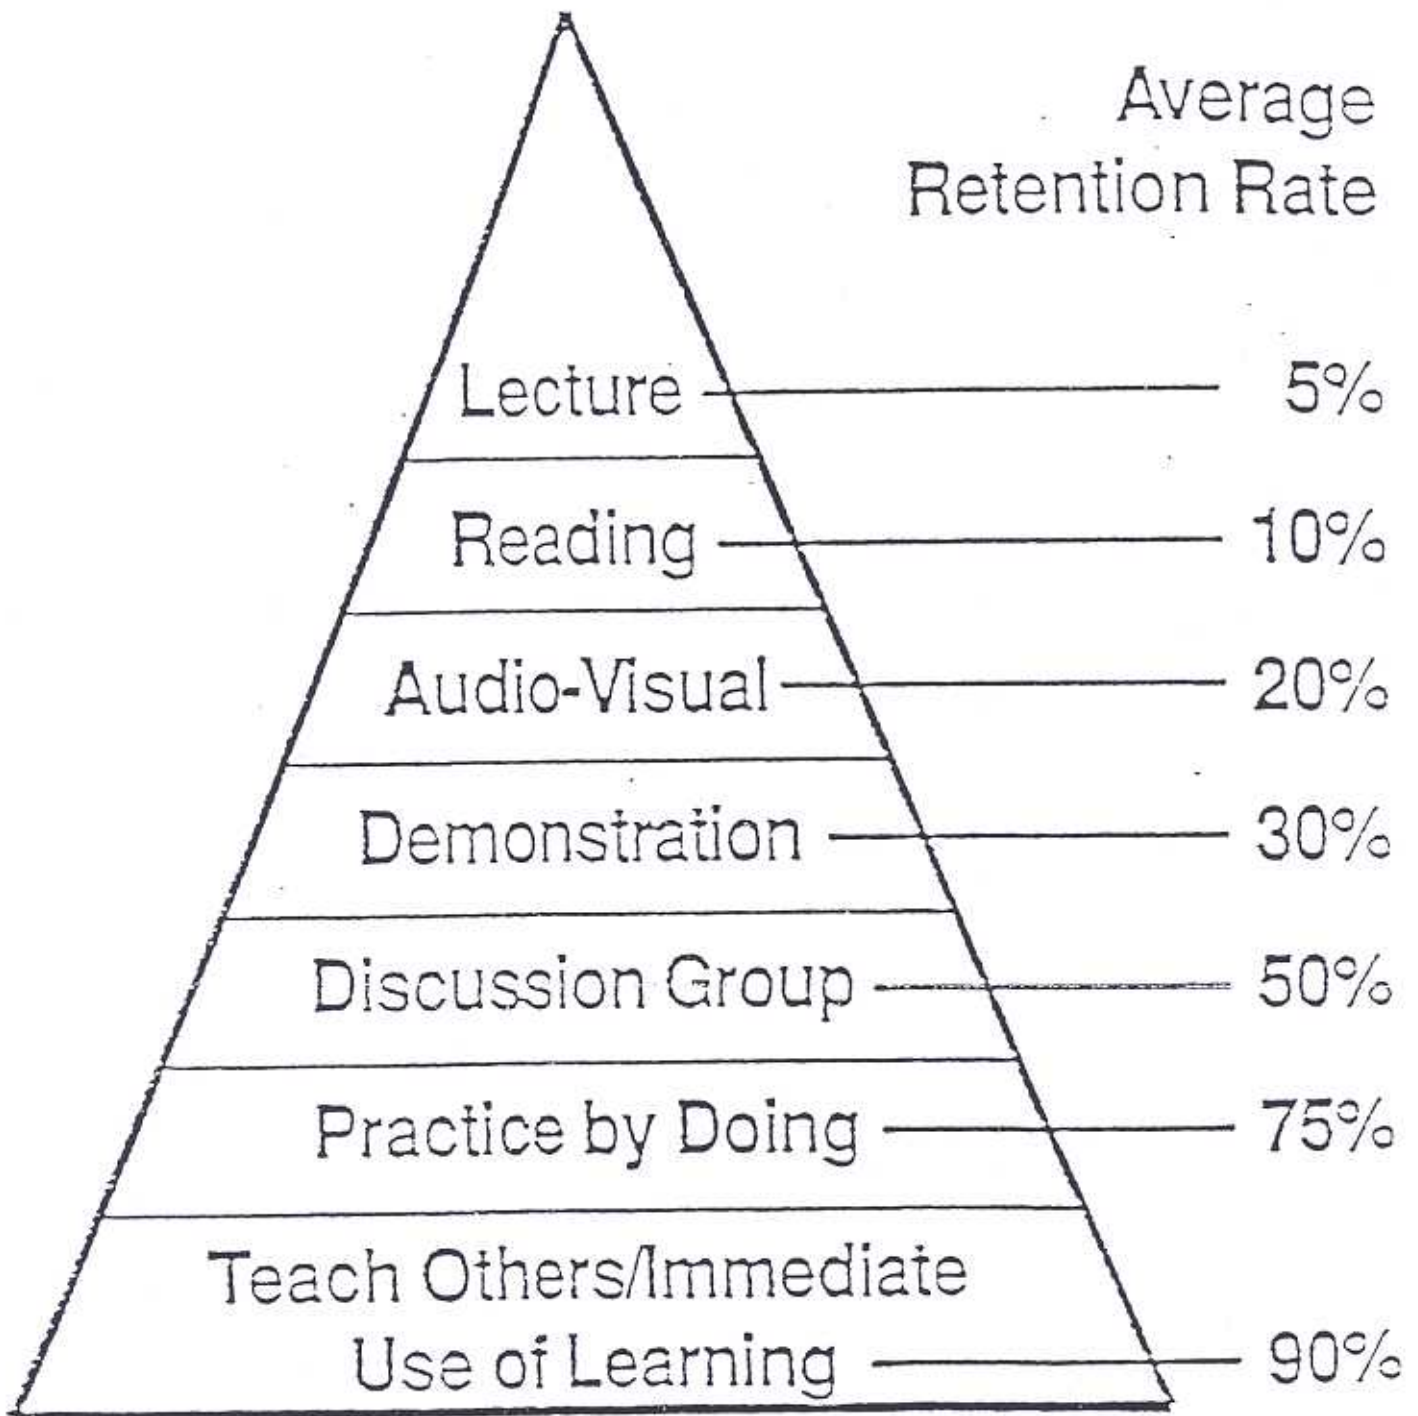 Average
Retention Rate
Lecture 5%
Reading 10%
Audio-Visual 20%
Demonstration 30%
Discussion Group 50%
Practice by Doing 75%
Teach Others/Immediate
Use of Learning 90%